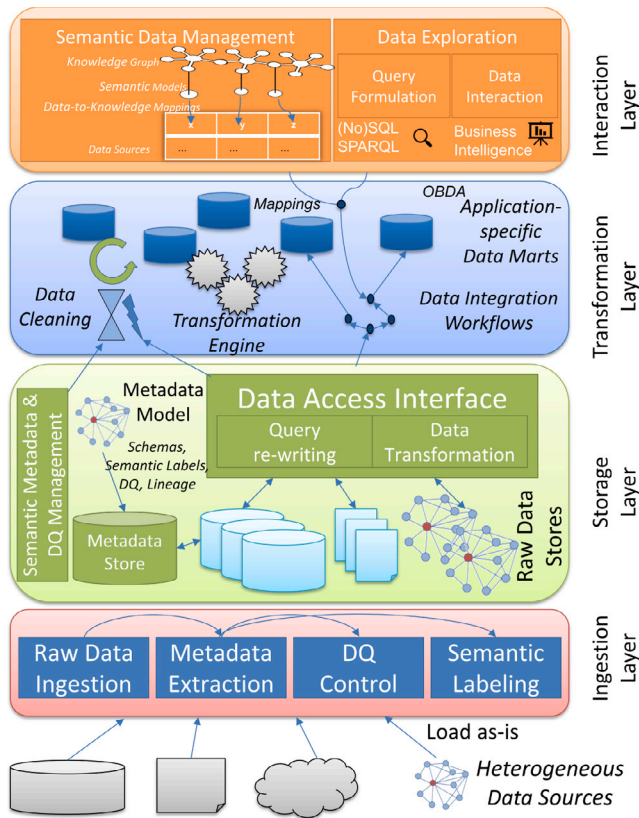 Semantic Data Management
Knowledge Graph
Semantic Models
Data-to-Knowledge Mappings
x y z
Data Sources
... ... ...
Data Exploration
Query
Formulation
Data
Interaction
(No)SQL
SPARQL
Business
Intelligence
Interaction
Layer
Mappings
OBDA
Application-
specific
Data Marts
Data
Cleaning
Transformation
Engine
Data Integration
Workflows
Transformation
Layer
Semantic Metadata &
DQ Management
Metadata
Model
Schemas,
Semantic Labels,
DQ, Lineage
Metadata
Store
Data Access Interface
Query
re-writing
Data
Transformation
Raw Data
Stores
Storage
Layer
Raw Data
Ingestion
Metadata
Extraction
DQ
Control
Semantic
Labeling
Ingestion
Layer
Load as-is
Heterogeneous
Data Sources